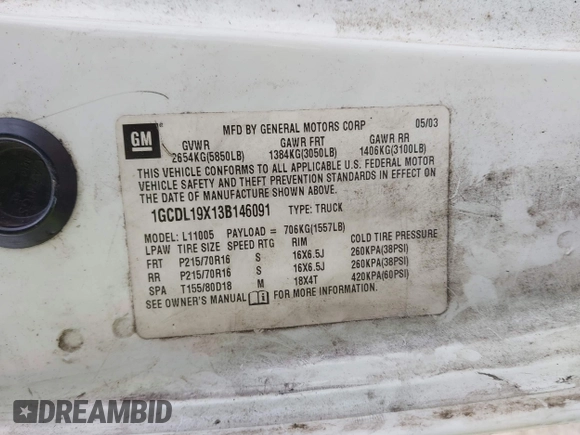 GM
MFD BY GENERAL MOTORS CORP 05/03
GVWR GAWR FRT GAWR RR
2654KG(5850LB) 1384KG(3050LB) 1406KG(3100LB)
THIS VEHICLE CONFORMS TO ALL APPLICABLE U.S. FEDERAL MOTOR
VEHICLE SAFETY AND THEFT PREVENTION STANDARDS IN EFFECT ON
THE DATE OF MANUFACTURE SHOWN ABOVE.
1GCDL19X13B146091 TYPE: TRUCK
MODEL: L11005 PAYLOAD = 706KG(1557LB)
LPAW TIRE SIZE SPEED RTG RIM COLD TIRE PRESSURE
FRT P215/70R16 S 16X6.5J 260KPA(38PSI)
RR P215/70R16 S 16X6.5J 260KPA(38PSI)
SPA T155/80D18 M 18X4T 420KPA(60PSI)
SEE OWNER'S MANUAL FOR MORE INFORMATION.
DREAMBID